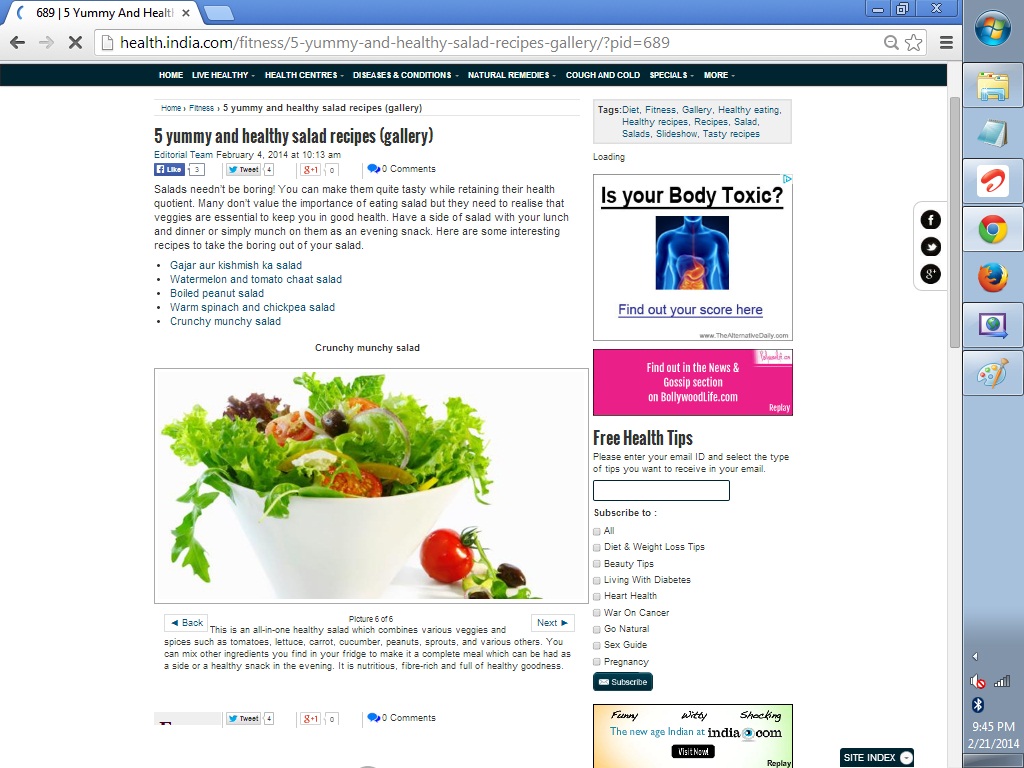 689 | 5 Yummy And Healt
health.india.com/fitness/5-yummy-and-healthy-salad-recipes-gallery/?pid=689
HOME LIVE HEALTHY HEALTH CENTRES DISEASES & CONDITIONS NATURAL REMEDIES COUGH AND COLD SPECIALS MORE
Home › Fitness › 5 yummy and healthy salad recipes (gallery)
5 yummy and healthy salad recipes (gallery)
Editorial Team February 4, 2014 at 10:13 am
Like 3 Tweet 4 g+1 0 0 Comments
Salads needn't be boring! You can make them quite tasty while retaining their health
quotient. Many don't value the importance of eating salad but they need to realise that
veggies are essential to keep you in good health. Have a side of salad with your lunch
and dinner or simply munch on them as an evening snack. Here are some interesting
recipes to take the boring out of your salad.
• Gajar aur kishmish ka salad
• Watermelon and tomato chaat salad
• Boiled peanut salad
• Warm spinach and chickpea salad
• Crunchy munchy salad
Crunchy munchy salad
◄ Back
Picture 6 of 6
Next ►
This is an all-in-one healthy salad which combines various veggies and
spices such as tomatoes, lettuce, carrot, cucumber, peanuts, sprouts, and various others. You
can mix other ingredients you find in your fridge to make it a complete meal which can be had as
a side or a healthy snack in the evening. It is nutritious, fibre-rich and full of healthy goodness.
Tweet 4 g+1 0 0 Comments
Tags:Diet, Fitness, Gallery, Healthy eating,
Healthy recipes, Recipes, Salad,
Salads, Slideshow, Tasty recipes
Loading
Is your Body Toxic?
Find out your score here
www.TheAlternativeDaily.com
BollywoodLife.com
Find out in the News &
Gossip section
on BollywoodLife.com
Replay
Free Health Tips
Please enter your email ID and select the type
of tips you want to receive in your email.
Subscribe to :
All
Diet & Weight Loss Tips
Beauty Tips
Living With Diabetes
Heart Health
War On Cancer
Go Natural
Sex Guide
Pregnancy
Subscribe
Funny Witty Shocking
The new age Indian at india.com
Visit Now!
Replay
SITE INDEX
f
g+
9:45 PM
2/21/2014